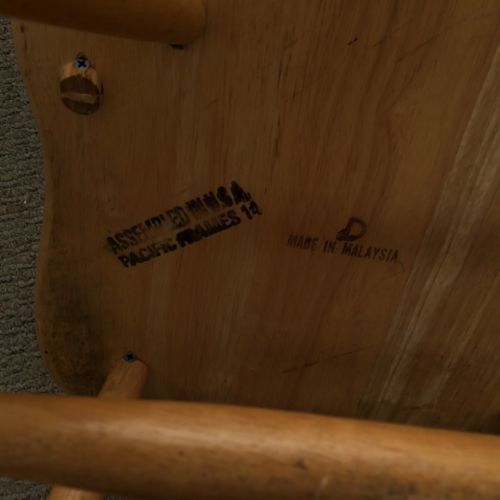 ASSEMBLED IN U.S.A.
PACIFIC FRAMES 14
D
MADE IN MALAYSIA